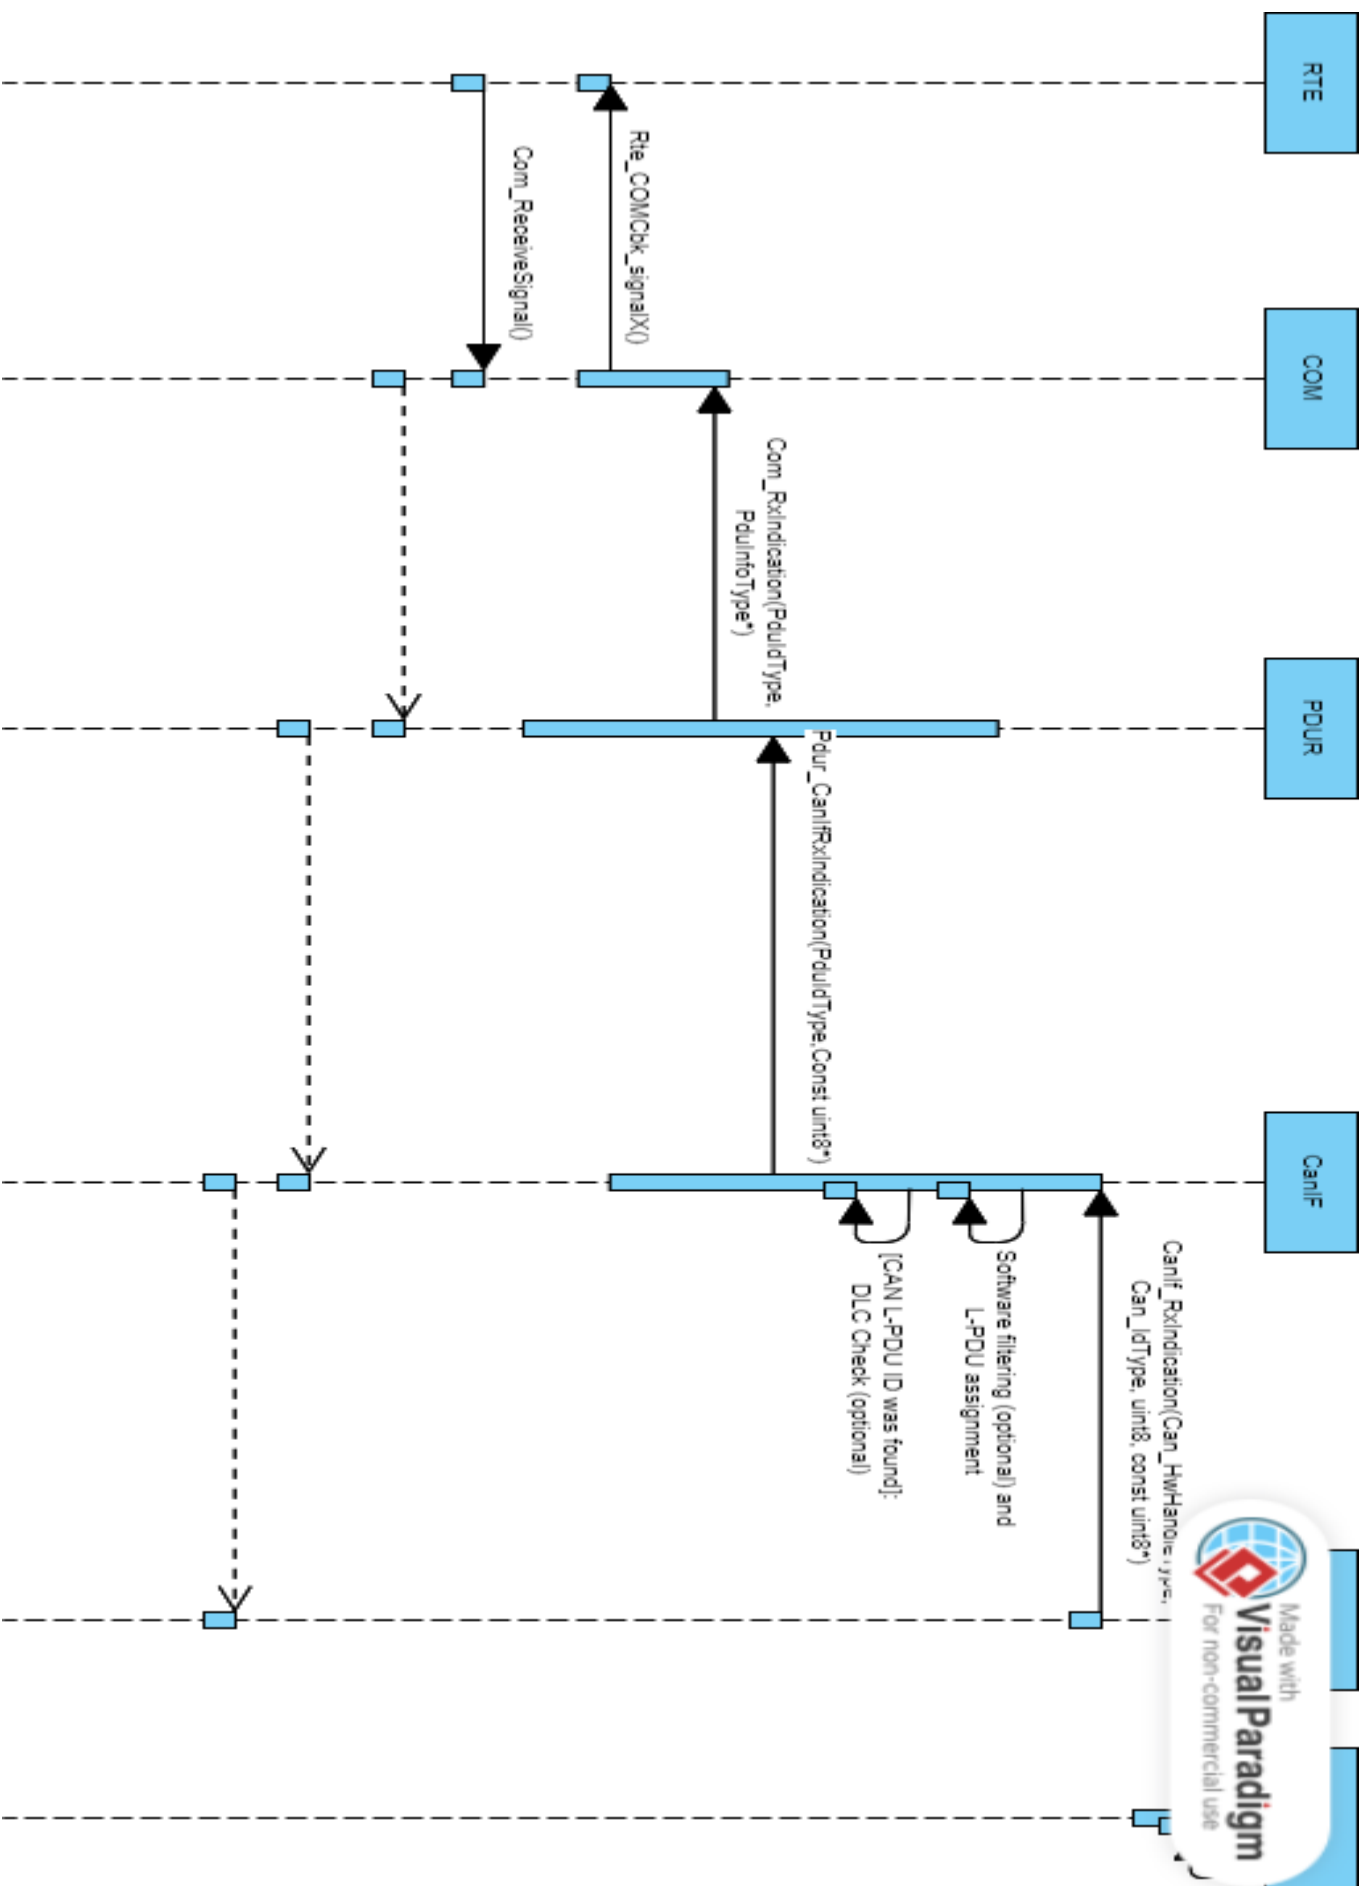 RTE
COM
PDUR
CanIF
CanIf_RxIndication(Can_HwHandleType,
Can_IdType, uint8, const uint8*)
Software filtering (optional) and
L-PDU assignment
[CAN L-PDU ID was found]:
DLC Check (optional)
Pdur_CanIfRxIndication(PduIdType,Const uint8*)
Com_RxIndication(PduIdType,
PduInfoType*)
Rte_COMCbk_signalX()
Com_ReceiveSignal()
Made with
Visual Paradigm
For non-commercial use